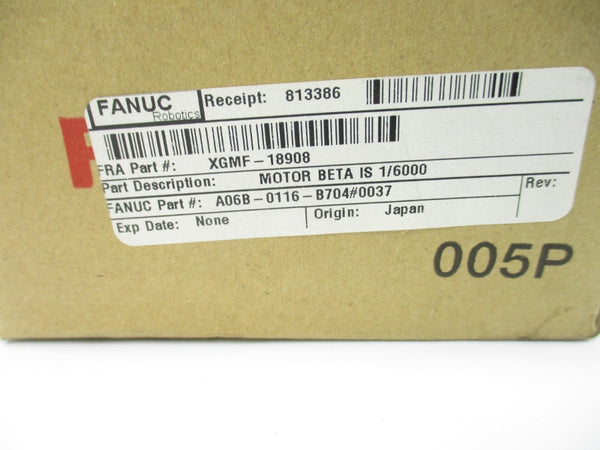 FANUC
Robotics
Receipt: 813386
FRA Part #: XGMF-18908
Part Description: MOTOR BETA IS 1/6000
FANUC Part #: A06B-0116-B704#0037
Rev:
Exp Date: None
Origin: Japan
005P